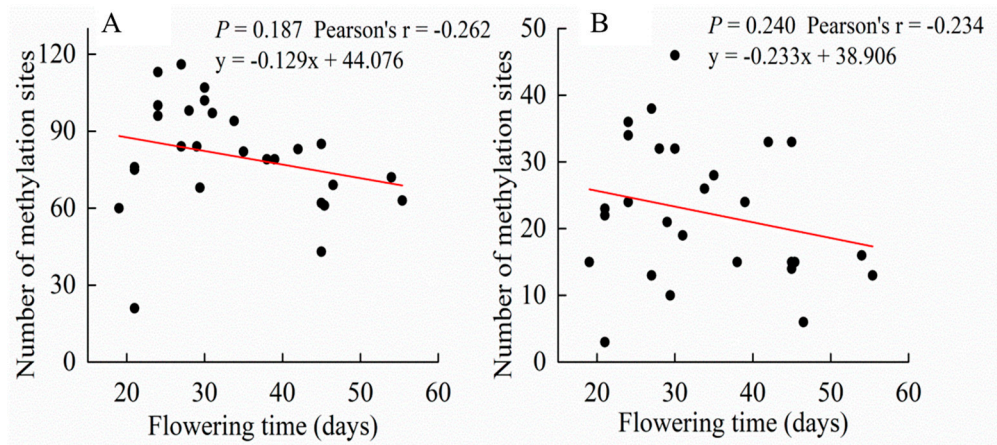 A
P = 0.187 Pearson's r = -0.262
y = -0.129x + 44.076
Number of methylation sites
120
90
60
30
0
20 30 40 50 60
Flowering time (days)
B
P = 0.240 Pearson's r = -0.234
y = -0.233x + 38.906
Number of methylation sites
50
40
30
20
10
0
20 30 40 50 60
Flowering time (days)